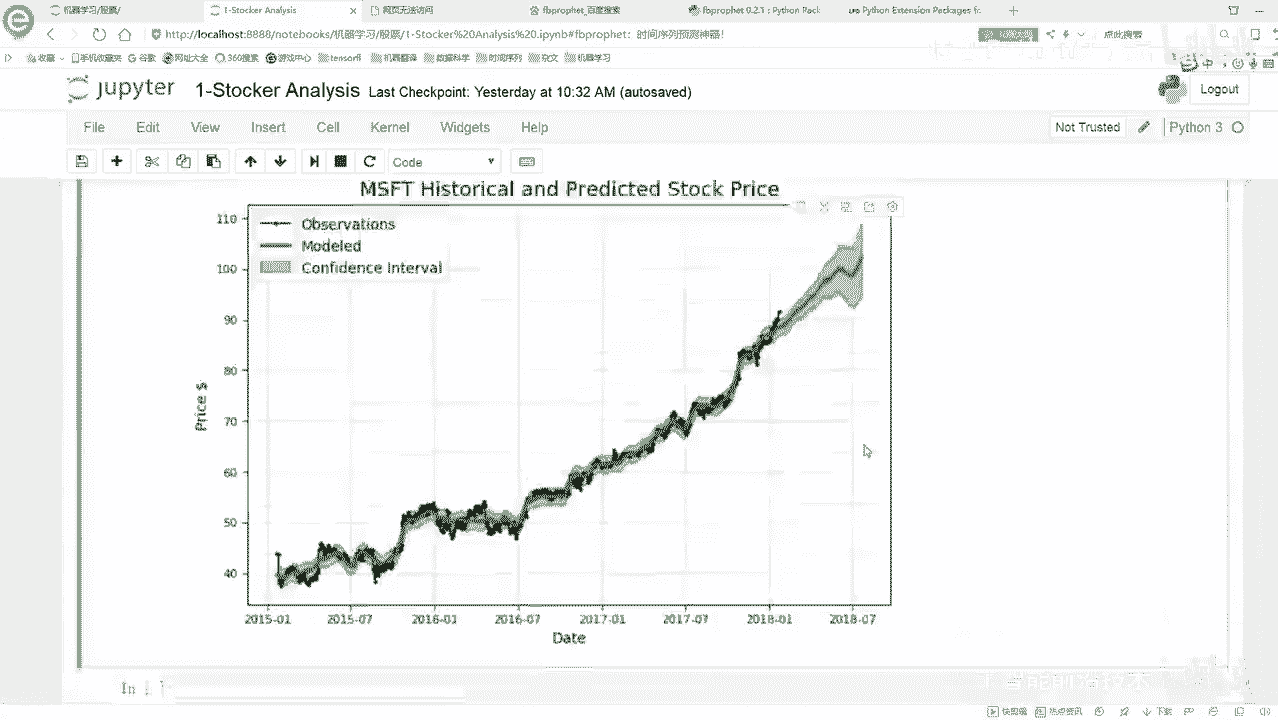 机器学习/股票/
1-Stocker Analysis
网页无法访问
fbprophet_百度搜索
fbprophet 0.2.1 : Python Pack
Python Extension Packages fo
http://localhost:8888/notebooks/机器学习/股票/1-Stocker%20Analysis%20.ipynb#fbprophet: 时间序列预测神器!
点此搜索
收藏
手机收藏夹
谷歌
网址大全
360搜索
游戏中心
tensorfl
机器翻译
数据科学
时间序列
论文
机器学习
jupyter
1-Stocker Analysis
Last Checkpoint: Yesterday at 10:32 AM (autosaved)
Logout
File
Edit
View
Insert
Cell
Kernel
Widgets
Help
Not Trusted
Python 3
Code
MSFT Historical and Predicted Stock Price
Observations
Modeled
Confidence Interval
110
100
90
80
70
60
50
40
Price $
2015-01
2015-07
2016-01
2016-07
2017-01
2017-07
2018-01
2018-07
Date
In
快剪辑
热点资讯
下载